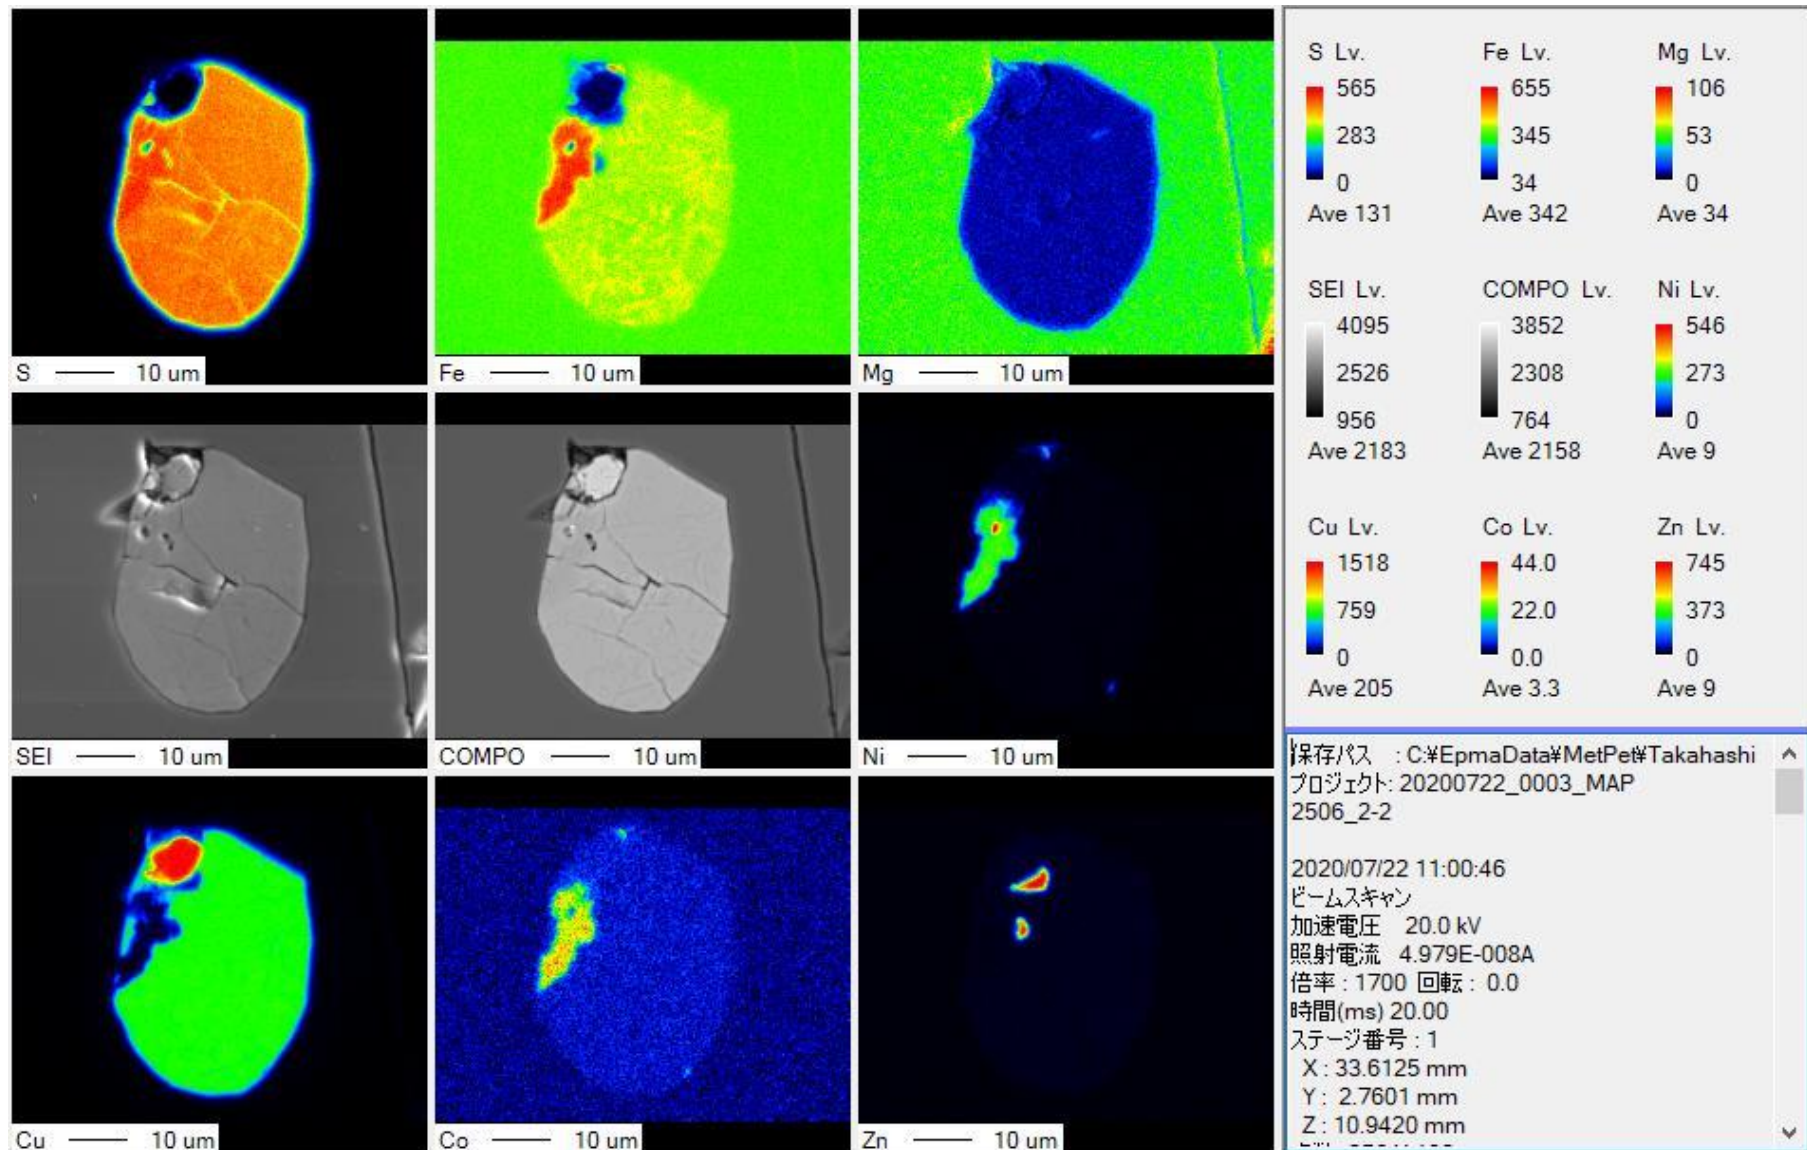 S 10 um
Fe 10 um
Mg 10 um
SEI 10 um
COMPO 10 um
Ni 10 um
Cu 10 um
Co 10 um
Zn 10 um
S Lv. Fe Lv. Mg Lv.
565 655 106
283 345 53
0 34 0
Ave 131 Ave 342 Ave 34
SEI Lv. COMPO Lv. Ni Lv.
4095 3852 546
2526 2308 273
956 764 0
Ave 2183 Ave 2158 Ave 9
Cu Lv. Co Lv. Zn Lv.
1518 44.0 745
759 22.0 373
0 0.0 0
Ave 205 Ave 3.3 Ave 9
保存パス : C:¥EpmaData¥MetPet¥Takahashi
プロジェクト: 20200722_0003_MAP
2506_2-2
2020/07/22 11:00:46
ビームスキャン
加速電圧 20.0 kV
照射電流 4.979E-008A
倍率 : 1700 回転 : 0.0
時間(ms) 20.00
ステージ番号 : 1
X : 33.6125 mm
Y : 2.7601 mm
Z : 10.9420 mm